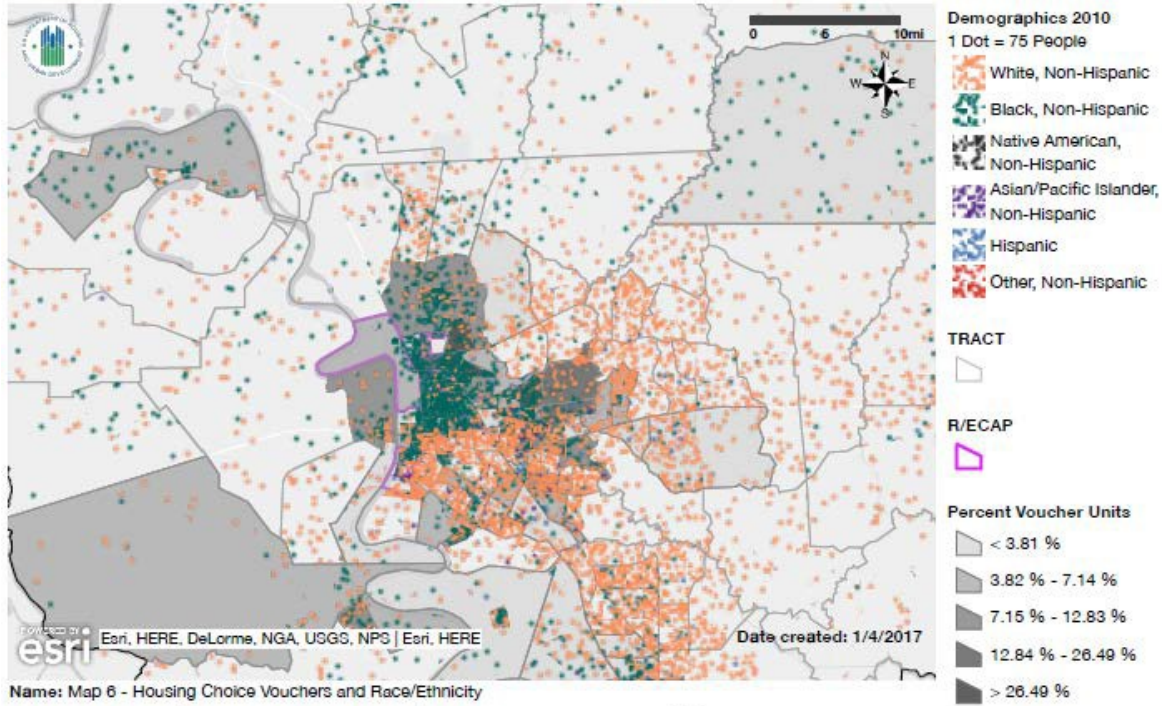 0 6 10mi
N
W E
S
POWERED BY
esri
Esri, HERE, DeLorme, NGA, USGS, NPS | Esri, HERE
Date created: 1/4/2017
Name: Map 6 - Housing Choice Vouchers and Race/Ethnicity
Demographics 2010
1 Dot = 75 People
White, Non-Hispanic
Black, Non-Hispanic
Native American,
Non-Hispanic
Asian/Pacific Islander,
Non-Hispanic
Hispanic
Other, Non-Hispanic
TRACT
R/ECAP
Percent Voucher Units
< 3.81 %
3.82 % - 7.14 %
7.15 % - 12.83 %
12.84 % - 26.49 %
> 26.49 %